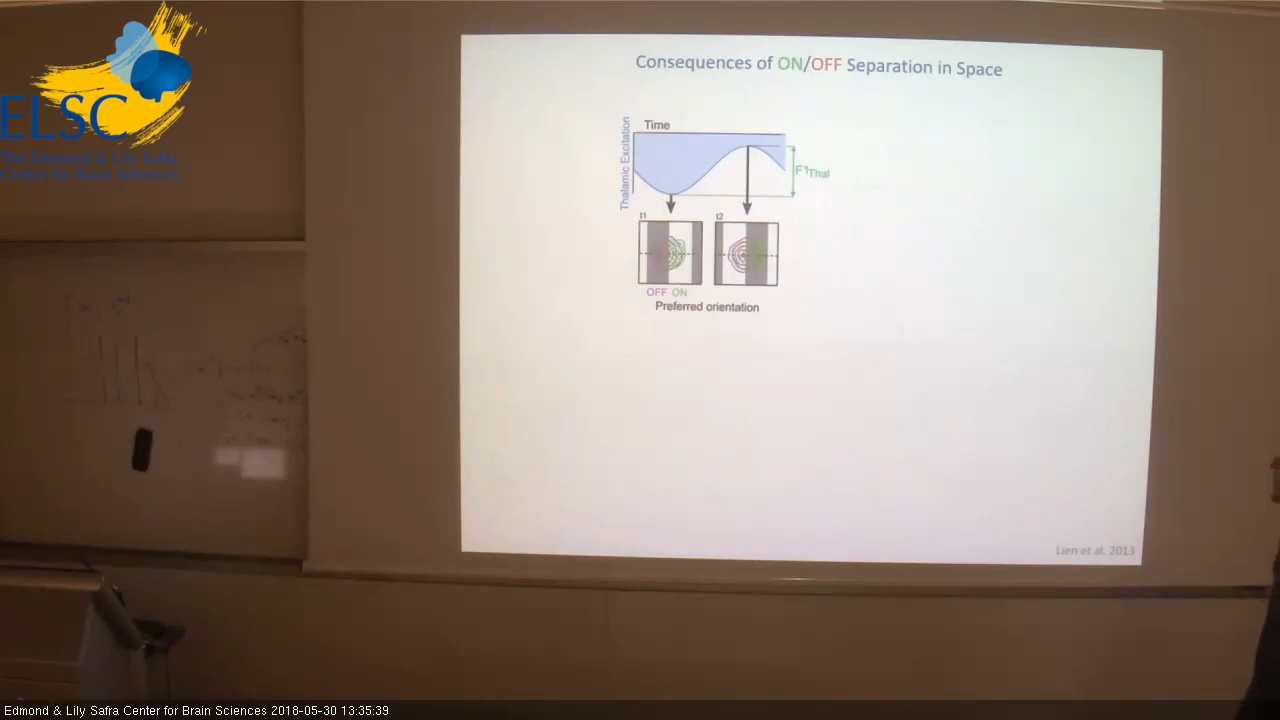 ELSC
The Edmond & Lily Safra
Center for Brain Sciences
Consequences of ON/OFF Separation in Space
Time
Thalamic Excitation
F1Thal
t1 t2
OFF ON
Preferred orientation
Lien et al. 2013
Edmond & Lily Safra Center for Brain Sciences 2018-05-30 13:35:39